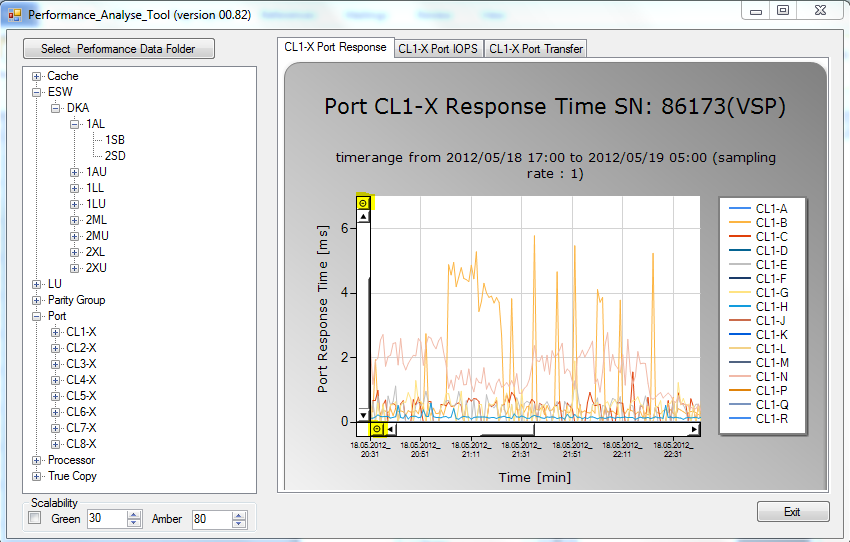 Performance_Analyse_Tool (version 00.82)
Select Performance Data Folder
Cache
ESW
DKA
1AL
1SB
2SD
1AU
1LL
1LU
2ML
2MU
2XL
2XU
LU
Parity Group
Port
CL1-X
CL2-X
CL3-X
CL4-X
CL5-X
CL6-X
CL7-X
CL8-X
Processor
True Copy
Scalability
Green 30 Amber 80
CL1-X Port Response CL1-X Port IOPS CL1-X Port Transfer
Port CL1-X Response Time SN: 86173(VSP)
timerange from 2012/05/18 17:00 to 2012/05/19 05:00 (sampling
rate : 1)
Port Response Time [ms]
6
4
2
0
18.05.2012_ 18.05.2012_ 18.05.2012_ 18.05.2012_ 18.05.2012_ 18.05.2012_ 18.05.2012_
20:31 20:51 21:11 21:31 21:51 22:11 22:31
Time [min]
CL1-A
CL1-B
CL1-C
CL1-D
CL1-E
CL1-F
CL1-G
CL1-H
CL1-J
CL1-K
CL1-L
CL1-M
CL1-N
CL1-P
CL1-Q
CL1-R
Exit